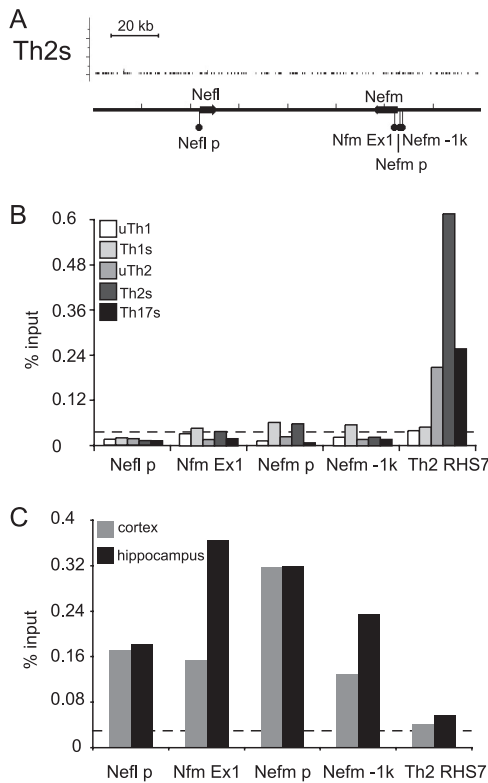 A
20 kb
Th2s
Nefl
Nefm
Nefl p
Nfm Ex1
Nefm -1k
Nefm p
B
0.6
0.48
0.36
0.24
0.12
0
% input
uTh1
Th1s
uTh2
Th2s
Th17s
Nefl p
Nfm Ex1
Nefm p
Nefm -1k
Th2 RHS7
C
0.4
0.32
0.24
0.16
0.08
0
% input
cortex
hippocampus
Nefl p
Nfm Ex1
Nefm p
Nefm -1k
Th2 RHS7